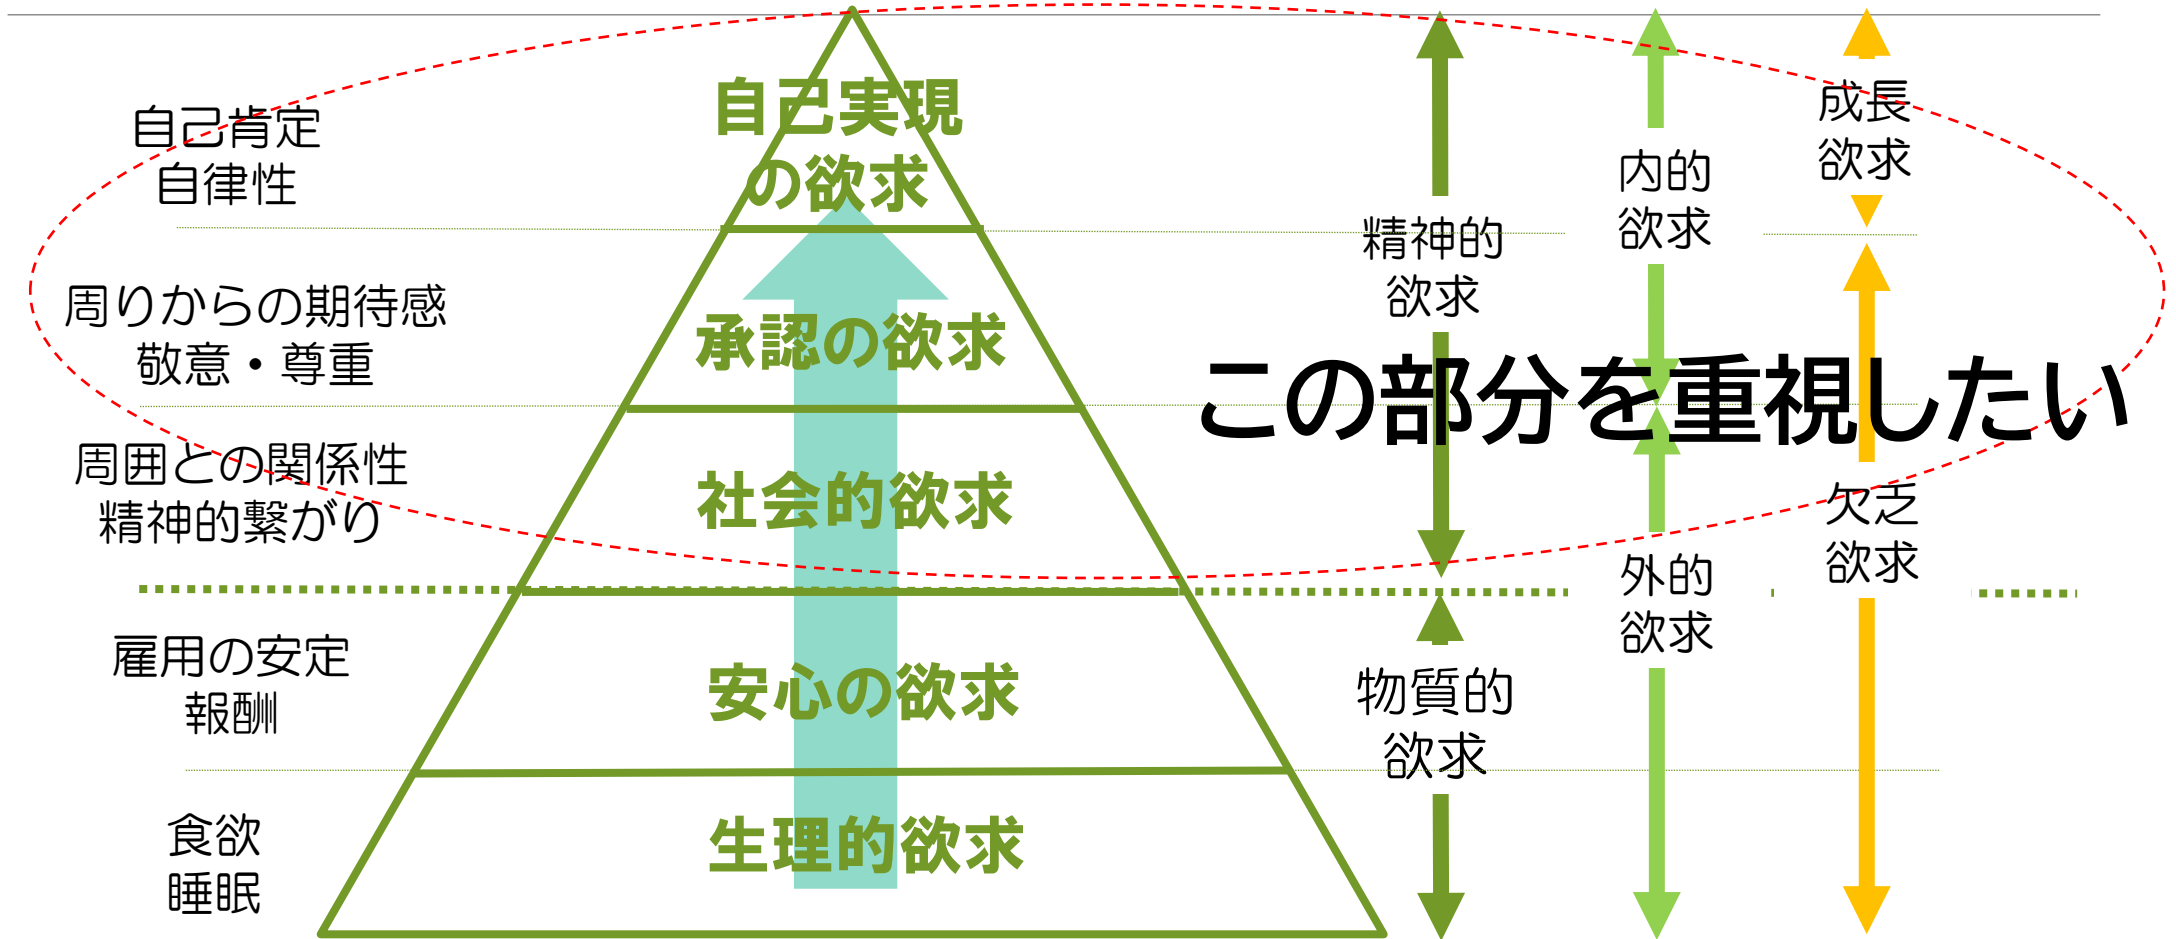 自己肯定
自律性
周りからの期待感
敬意・尊重
周囲との関係性
精神的繋がり
雇用の安定
報酬
食欲
睡眠
自己実現
の欲求
承認の欲求
社会的欲求
安心の欲求
生理的欲求
精神的
欲求
物質的
欲求
内的
欲求
外的
欲求
成長
欲求
欠乏
欲求
この部分を重視したい